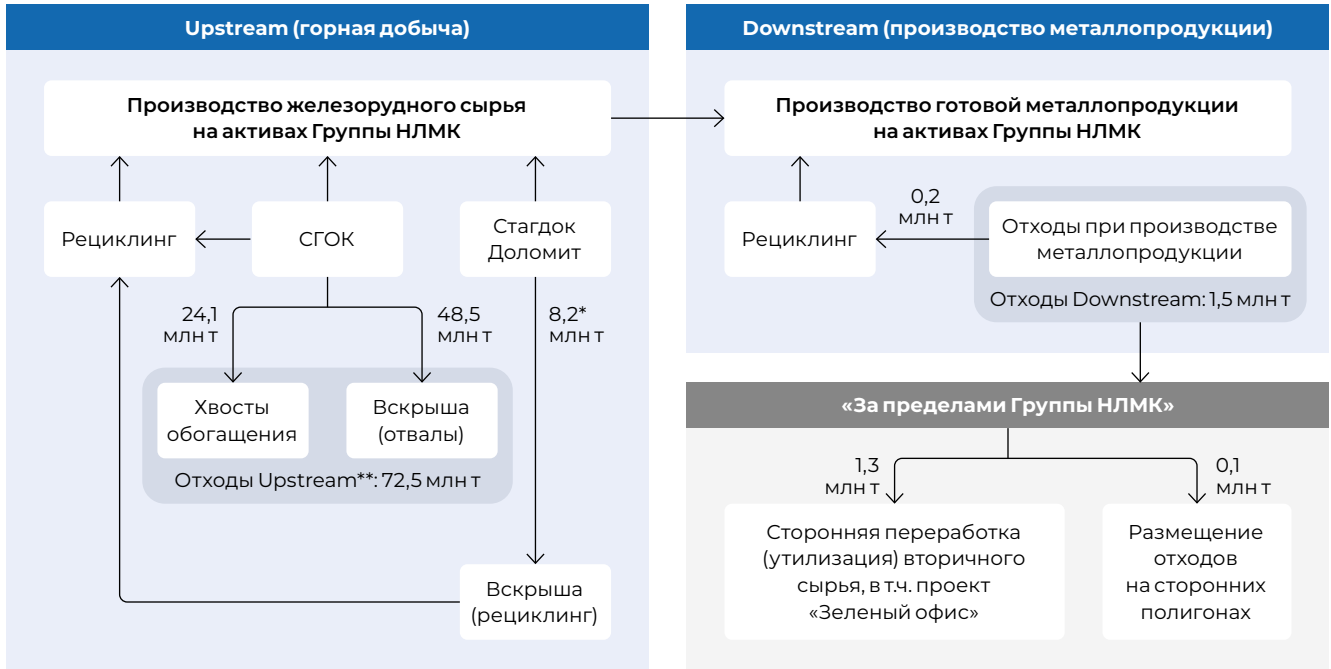 Upstream (горная добыча)
Производство железорудного сырья
на активах Группы НЛМК
Рециклинг
СГОК
Стагдок
Доломит
24,1
млн т
48,5
млн т
8,2*
млн т
Хвосты
обогащения
Вскрыша
(отвалы)
Отходы Upstream**: 72,5 млн т
Вскрыша
(рециклинг)
Downstream (производство металлопродукции)
Производство готовой металлопродукции
на активах Группы НЛМК
Рециклинг
0,2
млн т
Отходы при производстве
металлопродукции
Отходы Downstream: 1,5 млн т
«За пределами Группы НЛМК»
1,3
млн т
0,1
млн т
Сторонняя переработка
(утилизация) вторичного
сырья, в т.ч. проект
«Зеленый офис»
Размещение
отходов
на сторонних
полигонах